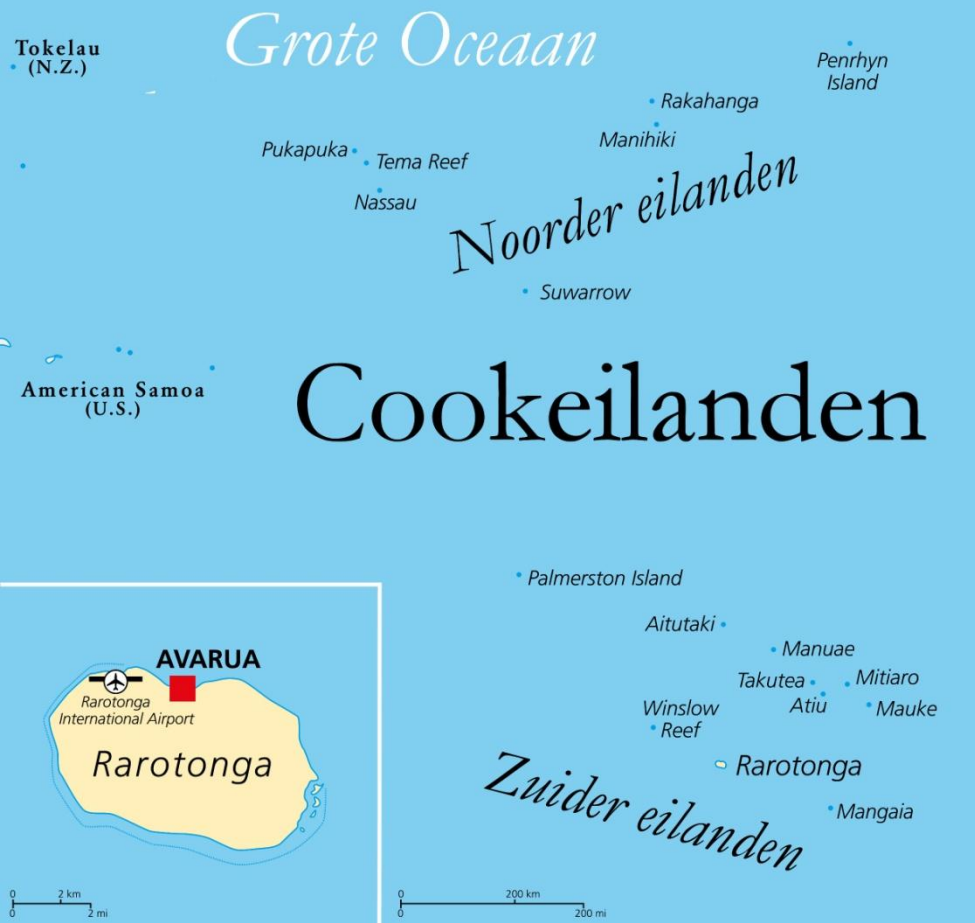 Grote Oceaan
Tokelau
(N.Z.)
Penrhyn
Island
Rakahanga
Manihiki
Pukapuka
Tema Reef
Nassau
Noorder eilanden
Suwarrow
American Samoa
(U.S.)
Cookeilanden
Palmerston Island
Aitutaki
Manuae
Takutea
Mitiaro
Atiu
Mauke
Winslow
Reef
Rarotonga
Mangaia
Zuider eilanden
AVARUA
Rarotonga
International Airport
Rarotonga
0 2 km
0 2 mi
0 200 km
0 200 mi